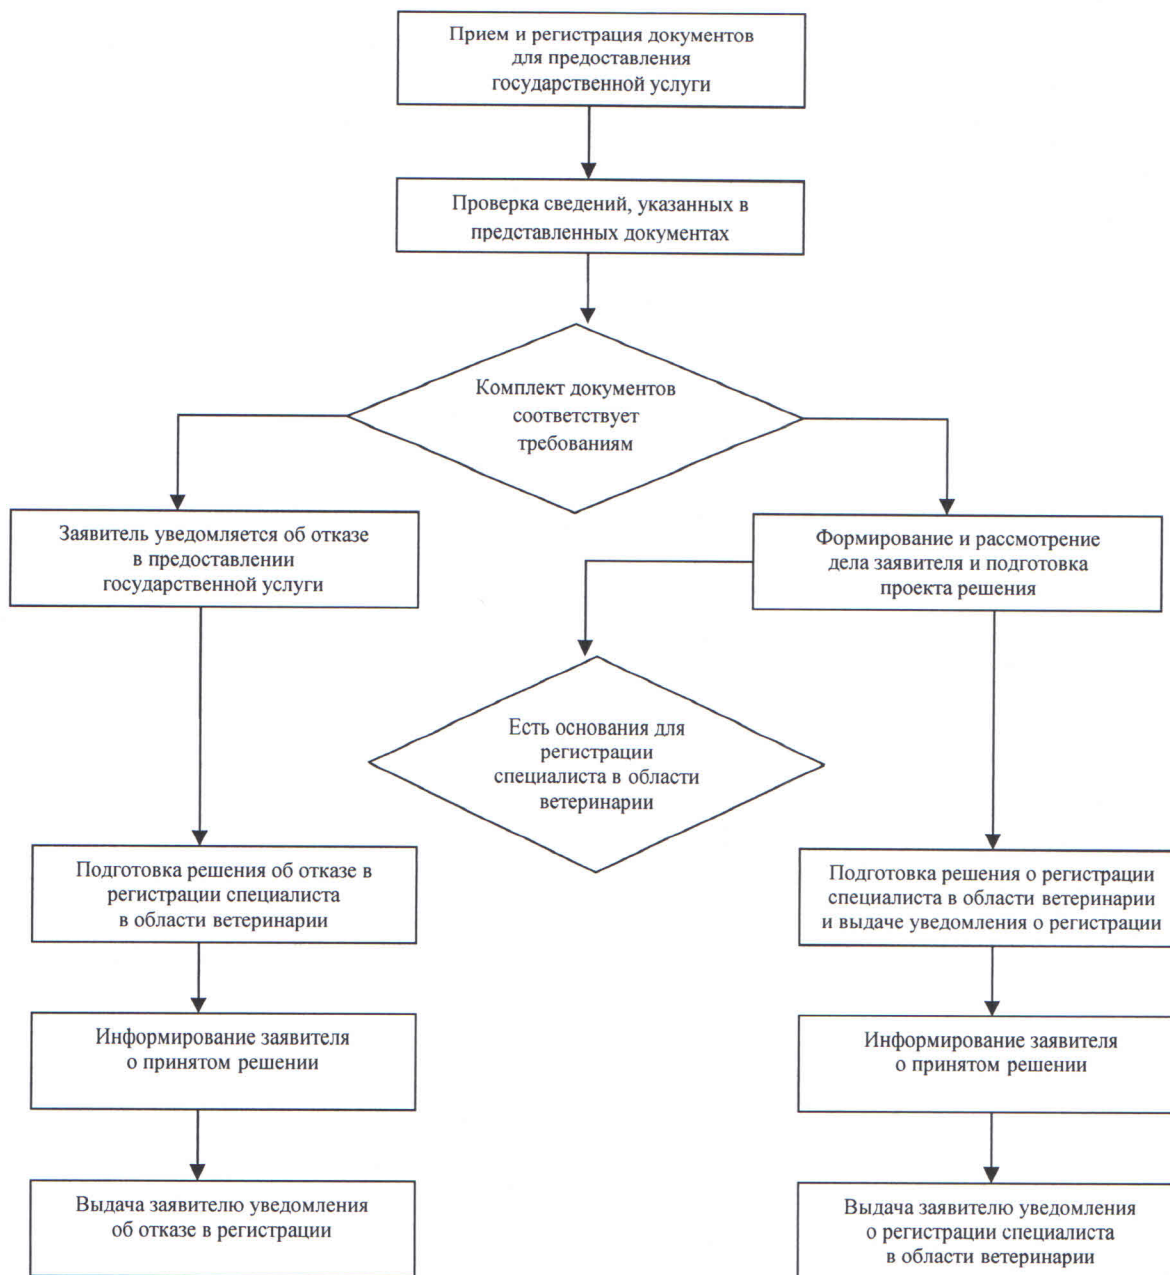 Прием и регистрация документов
для предоставления
государственной услуги
Проверка сведений, указанных в
представленных документах
Комплект документов
соответствует
требованиям
Заявитель уведомляется об отказе
в предоставлении
государственной услуги
Формирование и рассмотрение
дела заявителя и подготовка
проекта решения
Есть основания для
регистрации
специалиста в области
ветеринарии
Подготовка решения об отказе в
регистрации специалиста
в области ветеринарии
Подготовка решения о регистрации
специалиста в области ветеринарии
и выдаче уведомления о регистрации
Информирование заявителя
о принятом решении
Информирование заявителя
о принятом решении
Выдача заявителю уведомления
об отказе в регистрации
Выдача заявителю уведомления
о регистрации специалиста
в области ветеринарии